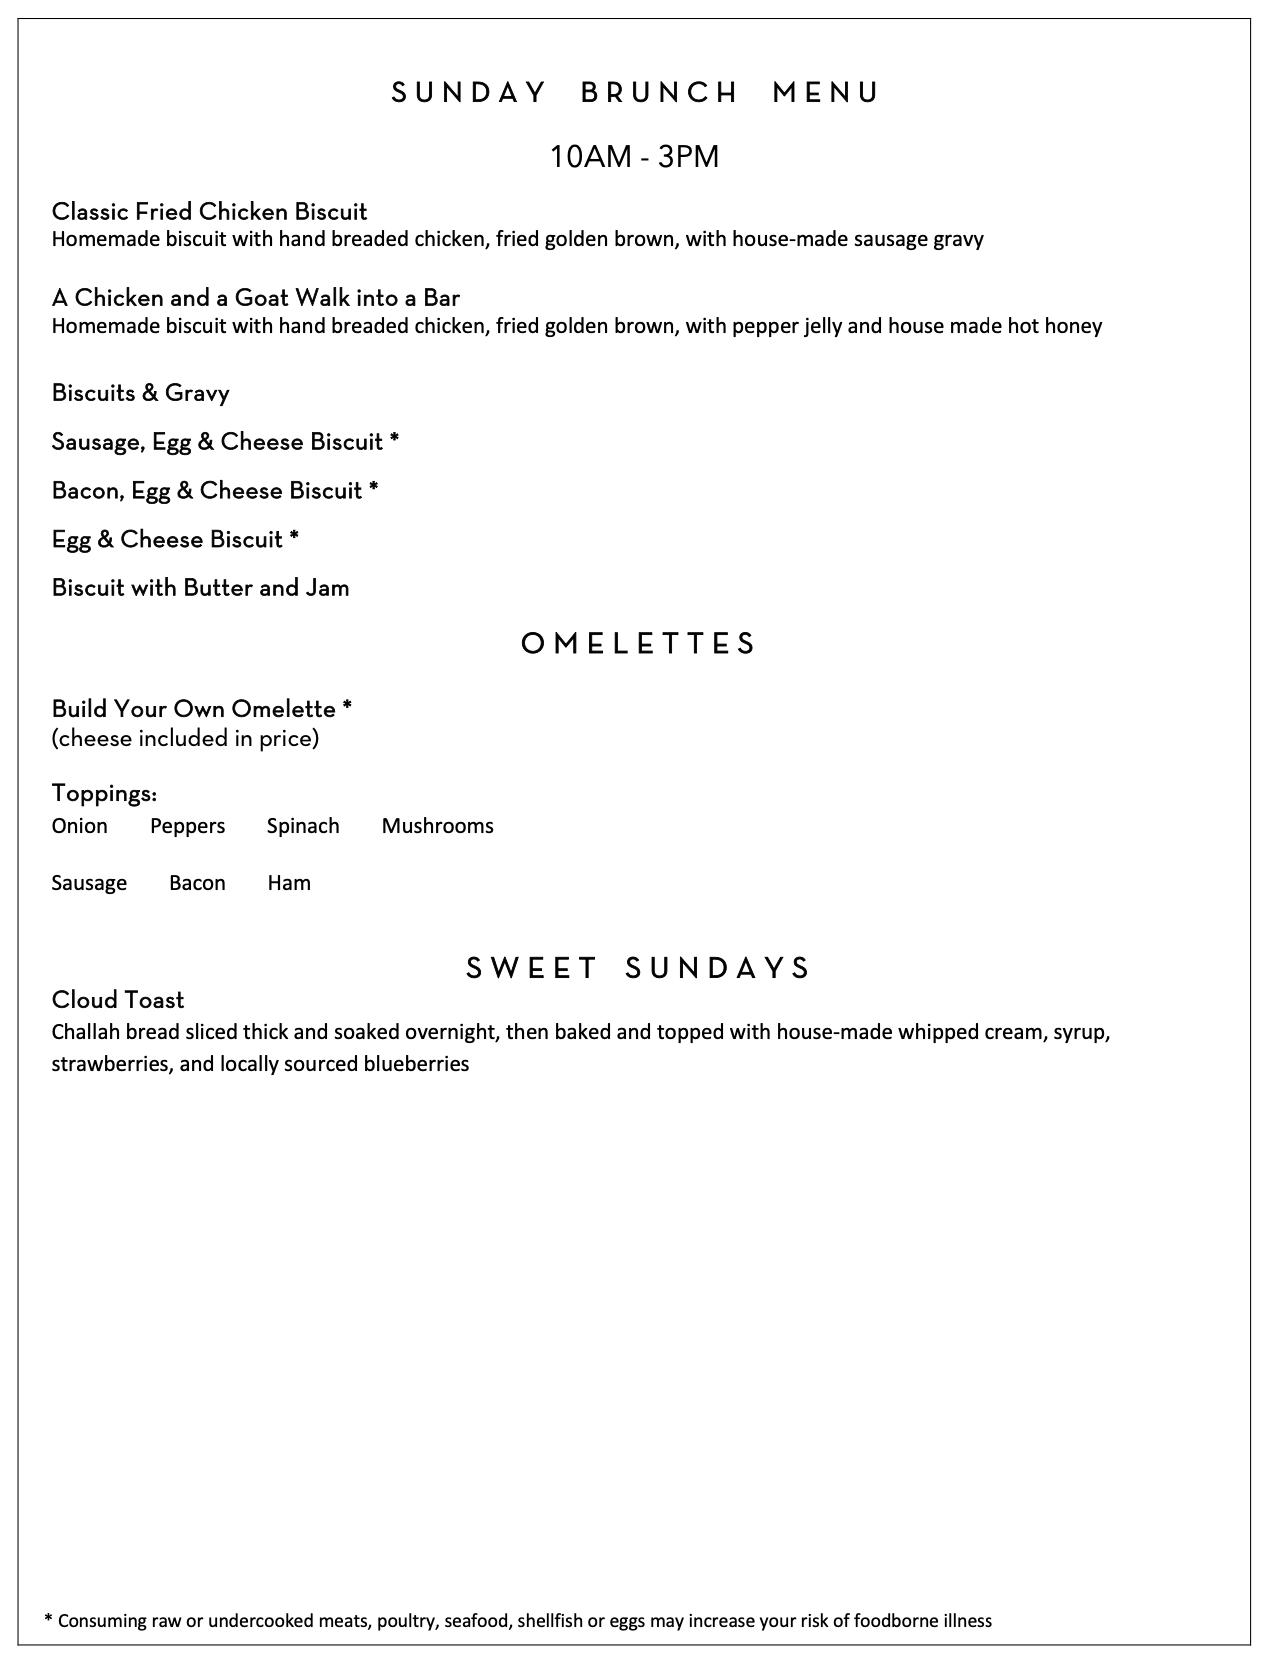 SUNDAY BRUNCH MENU
10AM - 3PM
Classic Fried Chicken Biscuit
Homemade biscuit with hand breaded chicken, fried golden brown, with house-made sausage gravy
A Chicken and a Goat Walk into a Bar
Homemade biscuit with hand breaded chicken, fried golden brown, with pepper jelly and house made hot honey
Biscuits & Gravy
Sausage, Egg & Cheese Biscuit *
Bacon, Egg & Cheese Biscuit *
Egg & Cheese Biscuit *
Biscuit with Butter and Jam
OMELETTES
Build Your Own Omelette *
(cheese included in price)
Toppings:
Onion Peppers Spinach Mushrooms
Sausage Bacon Ham
SWEET SUNDAYS
Cloud Toast
Challah bread sliced thick and soaked overnight, then baked and topped with house-made whipped cream, syrup,
strawberries, and locally sourced blueberries
* Consuming raw or undercooked meats, poultry, seafood, shellfish or eggs may increase your risk of foodborne illness